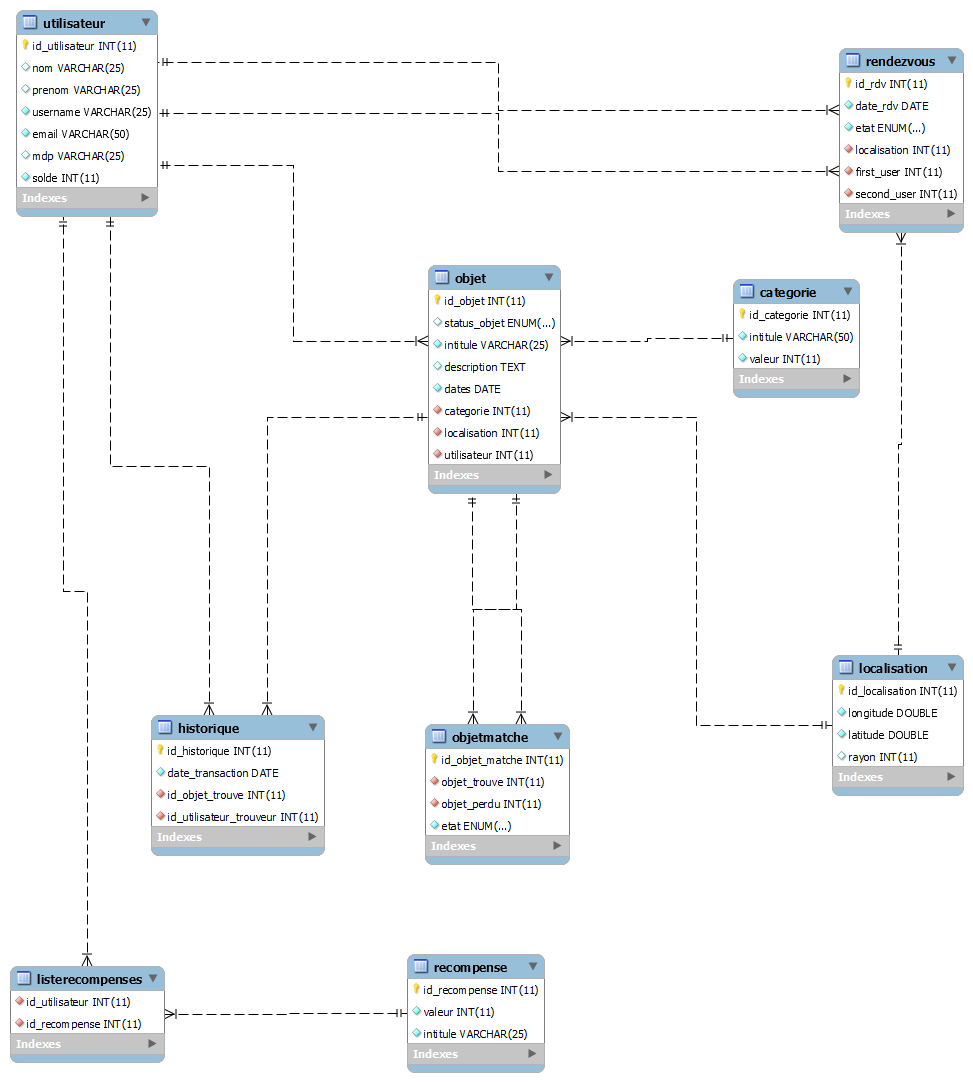 utilisateur
id_utilisateur INT(11)
nom VARCHAR(25)
prenom VARCHAR(25)
username VARCHAR(25)
email VARCHAR(50)
mdp VARCHAR(25)
solde INT(11)
Indexes
rendezvous
id_rdv INT(11)
date_rdv DATE
etat ENUM(...)
localisation INT(11)
first_user INT(11)
second_user INT(11)
Indexes
objet
id_objet INT(11)
status_objet ENUM(...)
intitule VARCHAR(25)
description TEXT
dates DATE
categorie INT(11)
localisation INT(11)
utilisateur INT(11)
Indexes
categorie
id_categorie INT(11)
intitule VARCHAR(50)
valeur INT(11)
Indexes
localisation
id_localisation INT(11)
longitude DOUBLE
latitude DOUBLE
rayon INT(11)
Indexes
historique
id_historique INT(11)
date_transaction DATE
id_objet_trouve INT(11)
id_utilisateur_trouveur INT(11)
Indexes
objetmatche
id_objet_matche INT(11)
objet_trouve INT(11)
objet_perdu INT(11)
etat ENUM(...)
Indexes
listerecompenses
id_utilisateur INT(11)
id_recompense INT(11)
Indexes
recompense
id_recompense INT(11)
valeur INT(11)
intitule VARCHAR(25)
Indexes